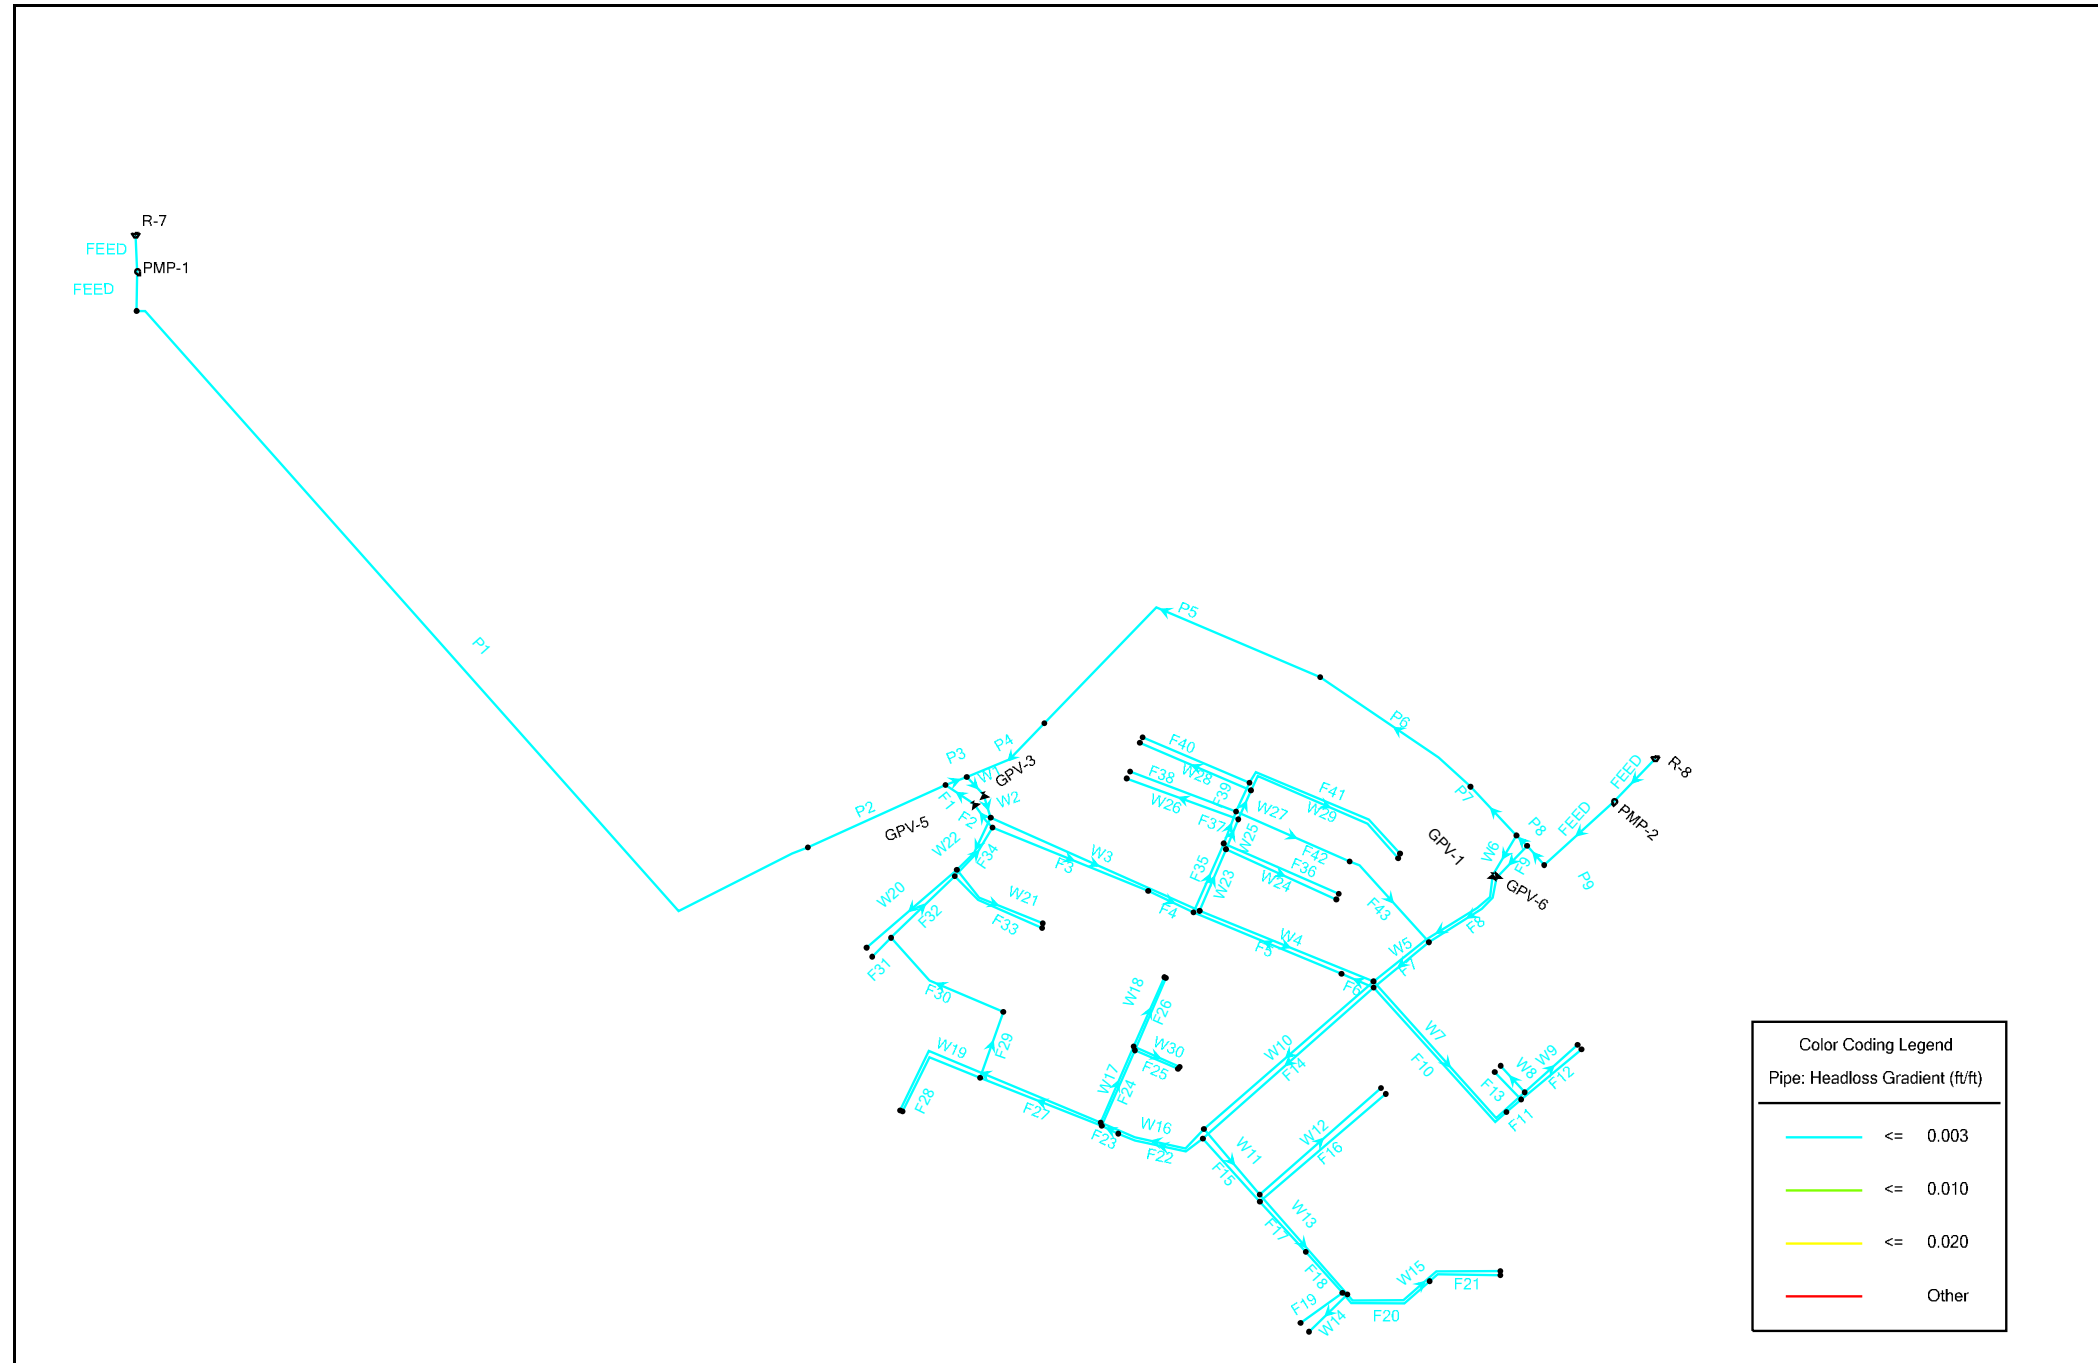 R-7
FEED
PMP-1
FEED
P1
P5
P6
P4
P3
W1
GPV-3
F1
W2
F2
P2
GPV-5
W22
F34
W20
F32
W21
F33
F31
F30
F29
W19
F28
F27
F23
W3
F3
F4
F40
W28
F38
W26
F39
F37
W27
W25
F41
W29
F42
F36
W24
F35
W23
F43
W4
F5
F6
W5
F7
F8
P7
P8
W6
F9
GPV-1
GPV-6
P9
FEED
FEED
R-8
PMP-2
W18
F26
W30
F25
W17
F24
W16
F22
W10
F14
W7
F10
W8
W9
F13
F12
F11
W12
F16
W11
F15
W13
F17
F18
F19
W14
W15
F20
F21
Color Coding Legend
Pipe: Headloss Gradient (ft/ft)
<= 0.003
<= 0.010
<= 0.020
Other